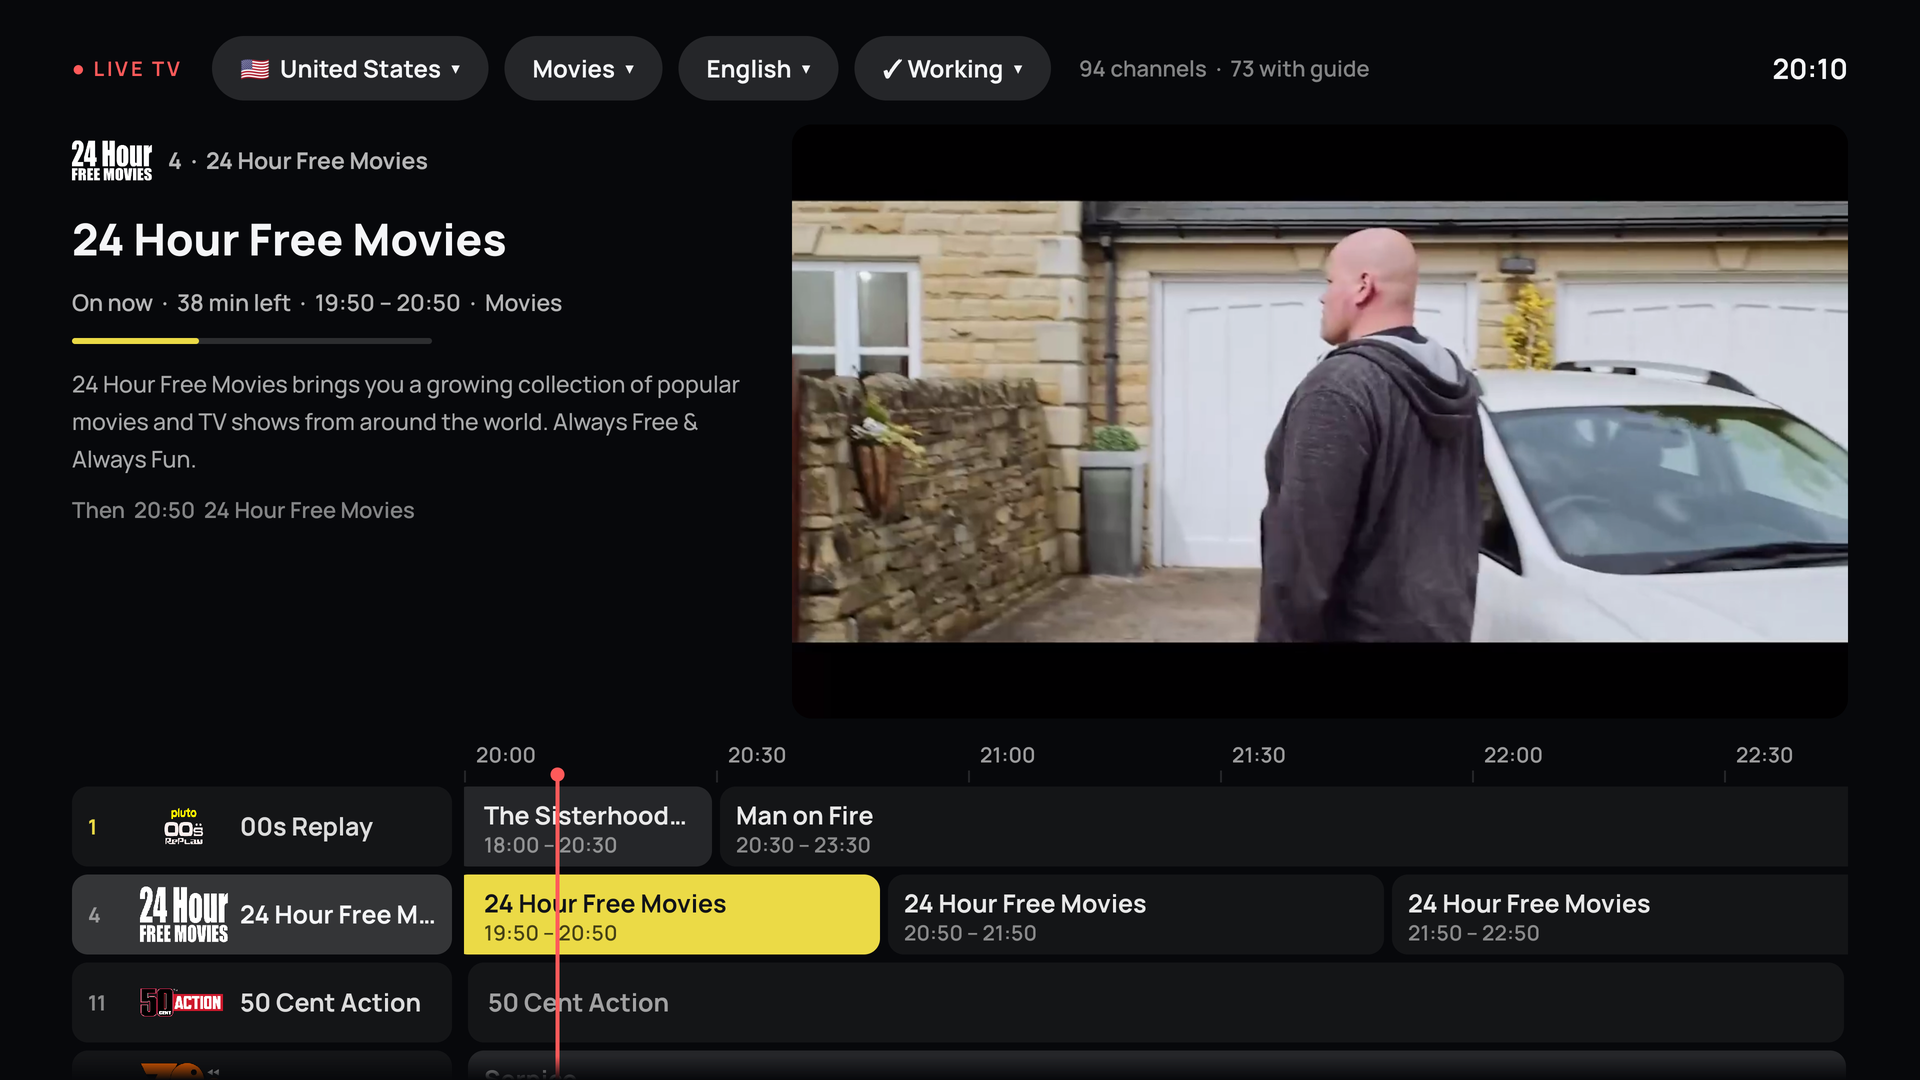 LIVE TV
🇺🇸 United States ▾
Movies ▾
English ▾
✓ Working ▾
94 channels · 73 with guide
20:10
24 Hour
FREE MOVIES
4 · 24 Hour Free Movies
24 Hour Free Movies
On now · 38 min left · 19:50 – 20:50 · Movies
24 Hour Free Movies brings you a growing collection of popular
movies and TV shows from around the world. Always Free &
Always Fun.
Then 20:50 24 Hour Free Movies
20:00
20:30
21:00
21:30
22:00
22:30
1
pluto
00s
RePLay
00s Replay
The Sisterhood...
18:00 – 20:30
Man on Fire
20:30 – 23:30
4
24 Hour
FREE MOVIES
24 Hour Free M...
24 Hour Free Movies
19:50 – 20:50
24 Hour Free Movies
20:50 – 21:50
24 Hour Free Movies
21:50 – 22:50
11
50 CENT ACTION
50 Cent Action
50 Cent Action